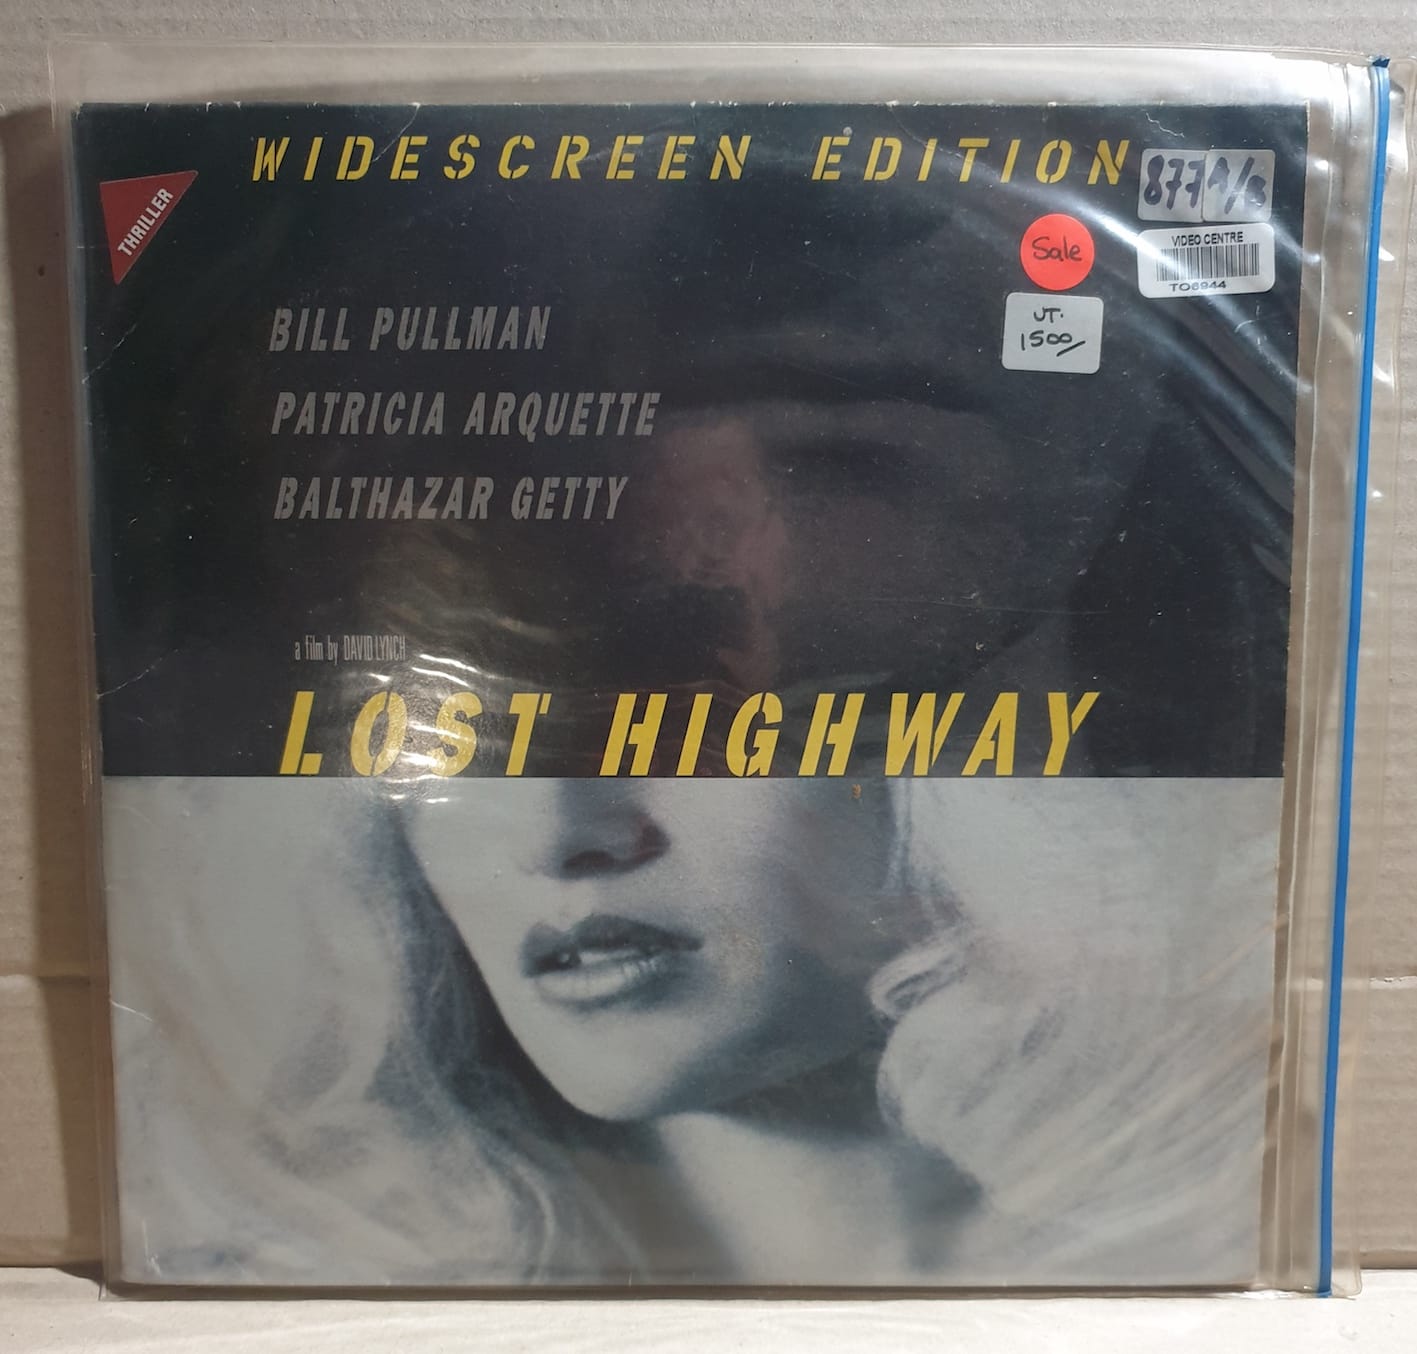 WIDESCREEN EDITION
877A/B
THRILLER
VIDEO CENTRE
TO6944
Sale
UT.
1500/
BILL PULLMAN
PATRICIA ARQUETTE
BALTHAZAR GETTY
a film by DAVID LYNCH
LOST HIGHWAY